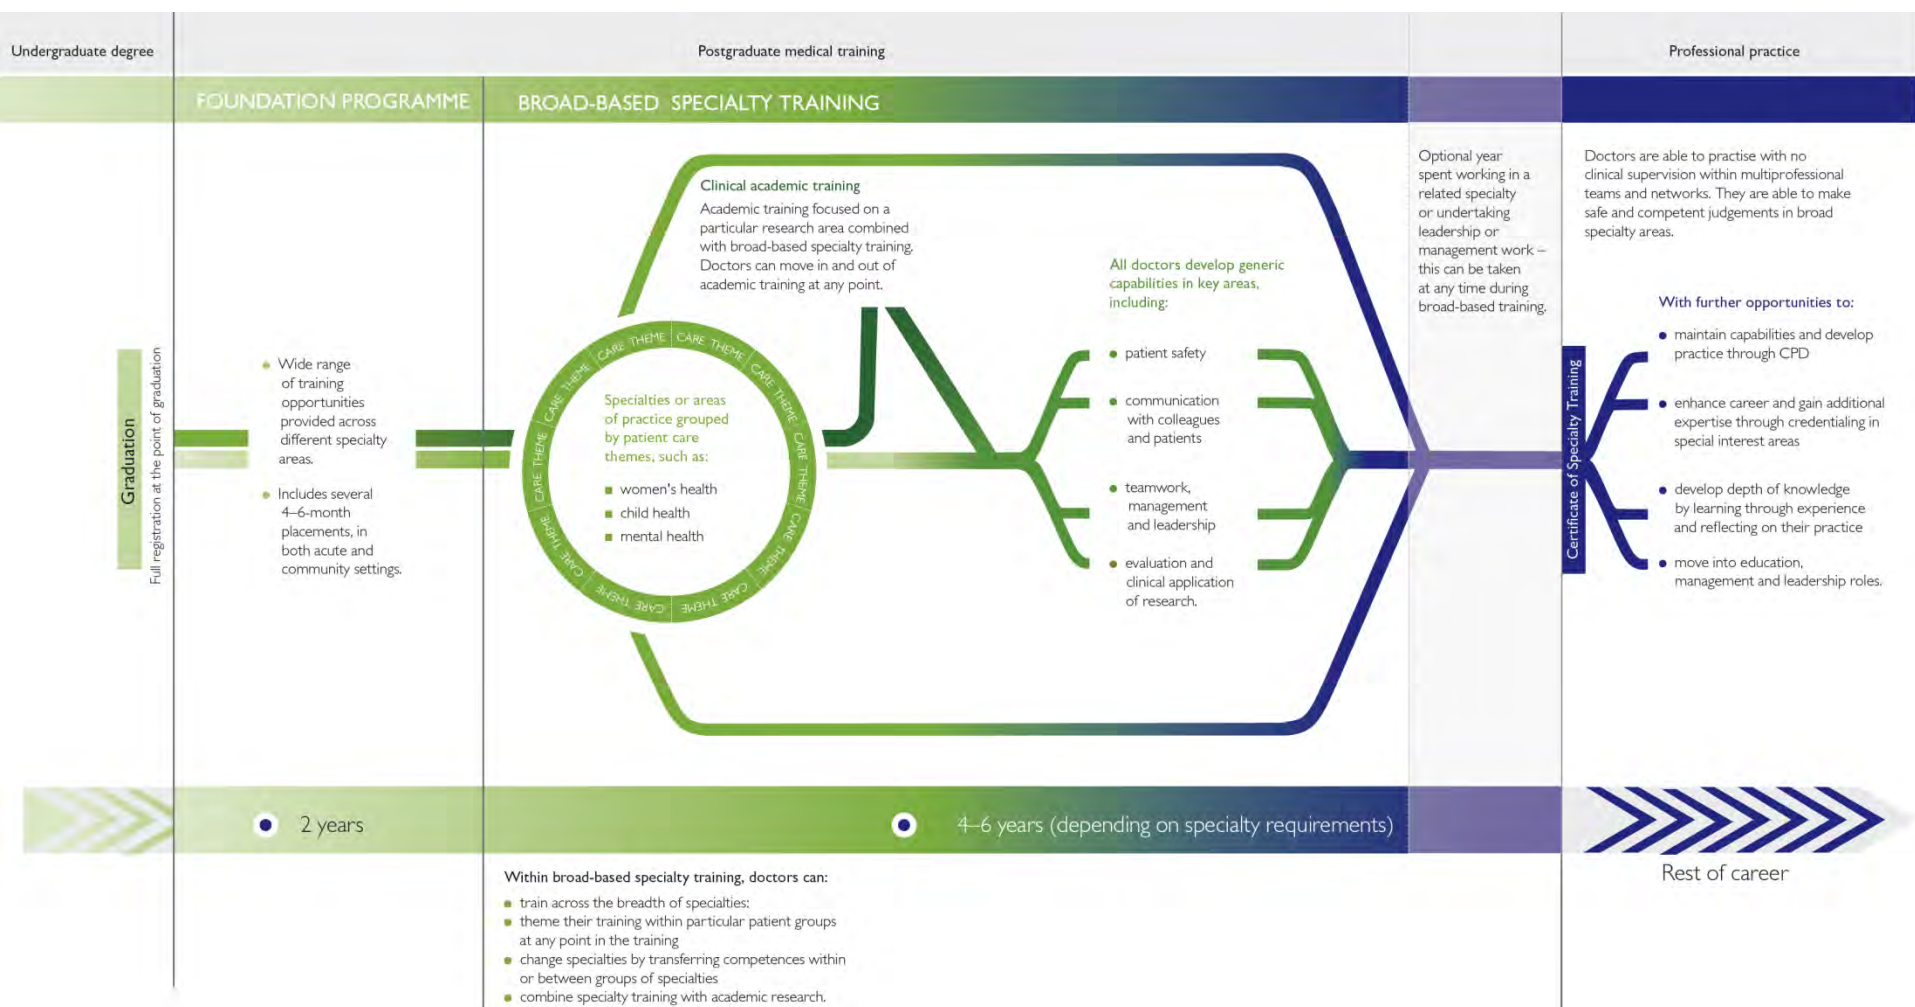 Undergraduate degree
Postgraduate medical training
Professional practice
FOUNDATION PROGRAMME
BROAD-BASED SPECIALTY TRAINING
Graduation
Full registration at the point of graduation
Wide range
of training
opportunities
provided across
different specialty
areas.
Includes several
4–6-month
placements, in
both acute and
community settings.
CARE THEME
CARE THEME
CARE THEME
CARE THEME
CARE THEME
CARE THEME
CARE THEME
CARE THEME
CARE THEME
CARE THEME
Specialties or areas
of practice grouped
by patient care
themes, such as:
women's health
child health
mental health
Clinical academic training
Academic training focused on a
particular research area combined
with broad-based specialty training.
Doctors can move in and out of
academic training at any point.
All doctors develop generic
capabilities in key areas,
including:
patient safety
communication
with colleagues
and patients
teamwork,
management
and leadership
evaluation and
clinical application
of research.
Optional year
spent working in a
related specialty
or undertaking
leadership or
management work –
this can be taken
at any time during
broad-based training.
Certificate of Specialty Training
Doctors are able to practise with no
clinical supervision within multiprofessional
teams and networks. They are able to make
safe and competent judgements in broad
specialty areas.
With further opportunities to:
maintain capabilities and develop
practice through CPD
enhance career and gain additional
expertise through credentialing in
special interest areas
develop depth of knowledge
by learning through experience
and reflecting on their practice
move into education,
management and leadership roles.
2 years
4–6 years (depending on specialty requirements)
Rest of career
Within broad-based specialty training, doctors can:
train across the breadth of specialties:
theme their training within particular patient groups
at any point in the training
change specialties by transferring competences within
or between groups of specialties
combine specialty training with academic research.